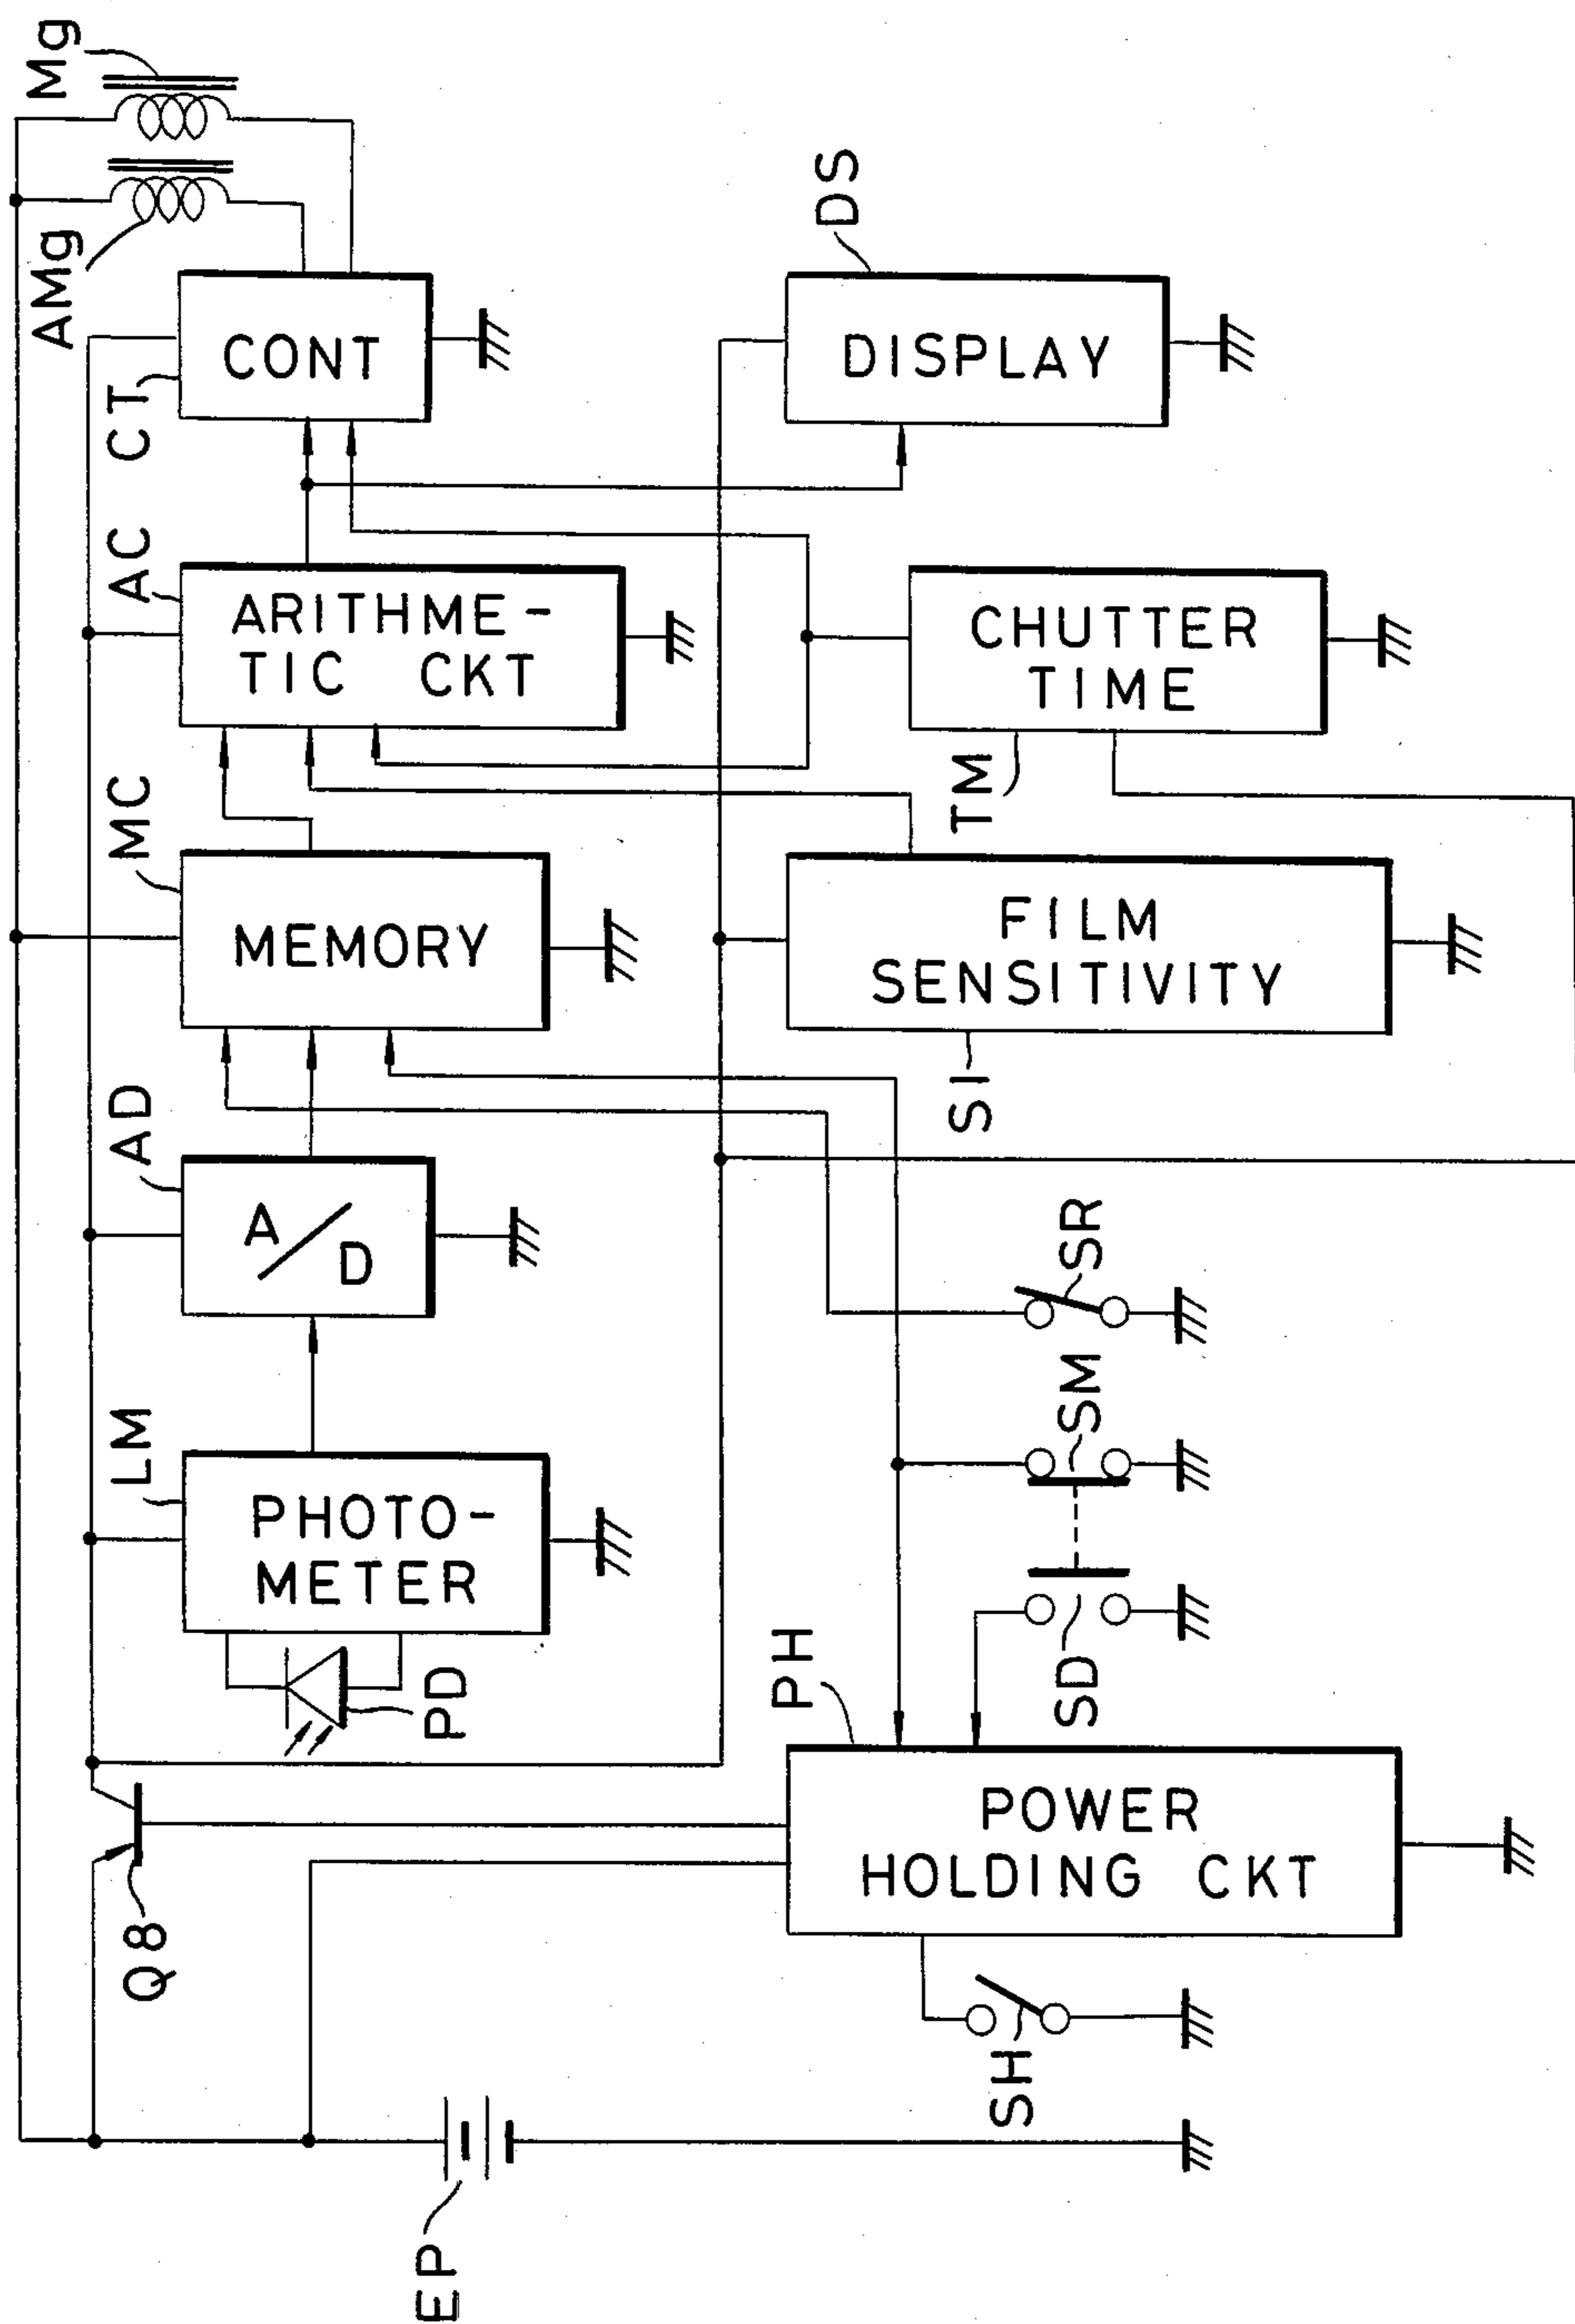 Mg
AMg
CT
CONT
DS
DISPLAY
AC
ARITHME-
TIC CKT
CHUTTER
TIME
TM
MC
MEMORY
FILM
SENSITIVITY
SI
AD
A/D
SR
SM
LM
PHOTO-
METER
PD
SD
PH
POWER
HOLDING CKT
Q8
SH
EP